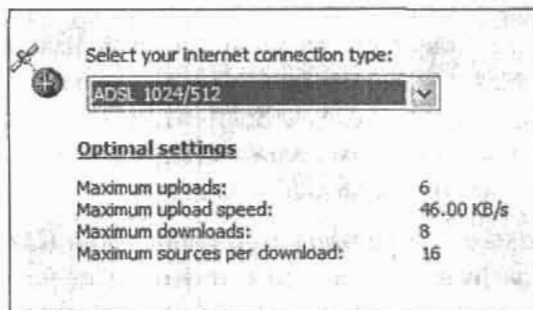 Select your internet connection type:
ADSL 1024/512
Optimal settings
Maximum uploads: 6
Maximum upload speed: 46.00 KB/s
Maximum downloads: 8
Maximum sources per download: 16